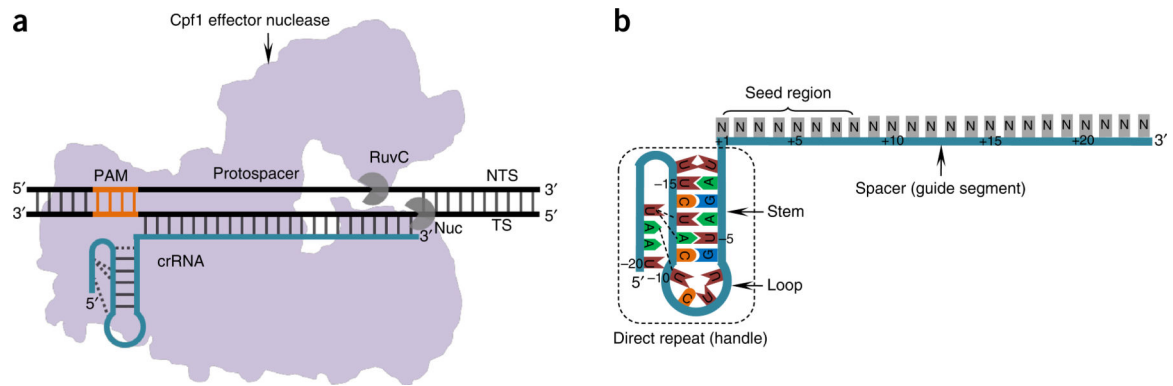 a
Cpf1 effector nuclease
RuvC
PAM
Protospacer
5′
NTS
3′
3′
TS
5′
Nuc
3′
crRNA
5′
b
Seed region
N N N N N N N N N N N N N N N N N N N N N N N N
3′
+1
+5
+10
+15
+20
Spacer (guide segment)
U U
–15 U A
C G
U U A
A A U –5
A C G
–20 U –10 U U
5′
C U
Stem
Loop
Direct repeat (handle)